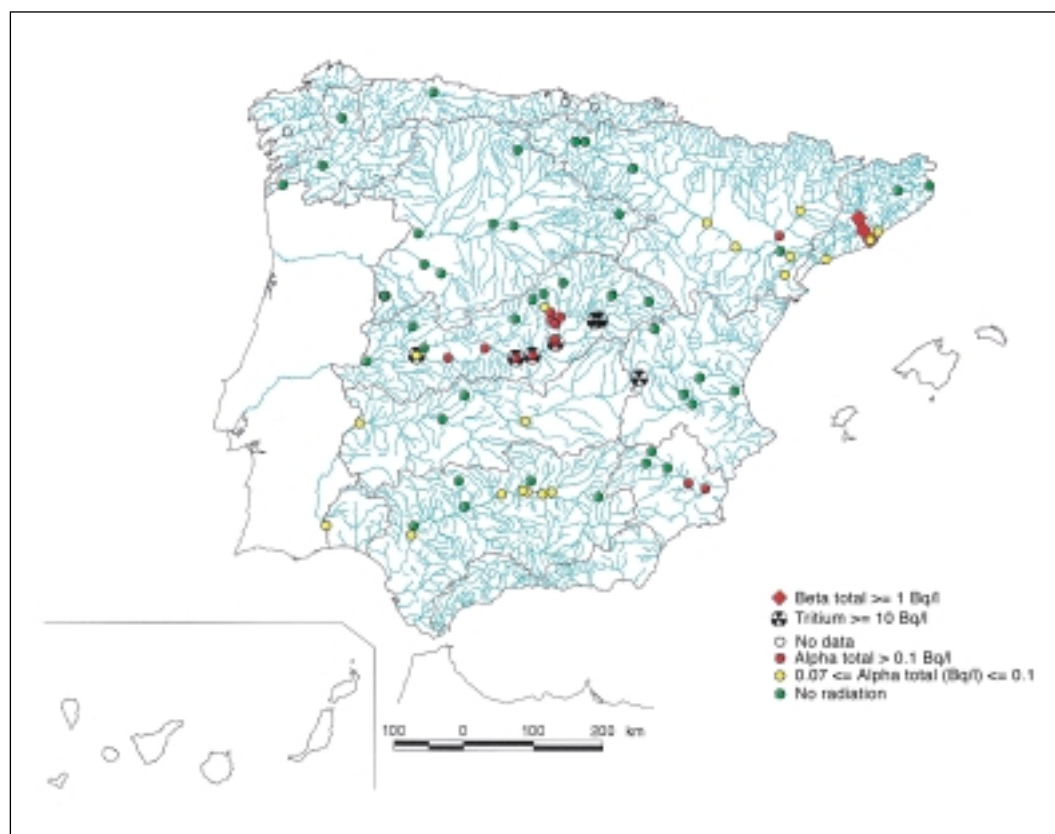 Beta total >= 1 Bq/l
Tritium >= 10 Bq/l
No data
Alpha total > 0.1 Bq/l
0.07 <= Alpha total (Bq/l) <= 0.1
No radiation
100 0 100 200 km